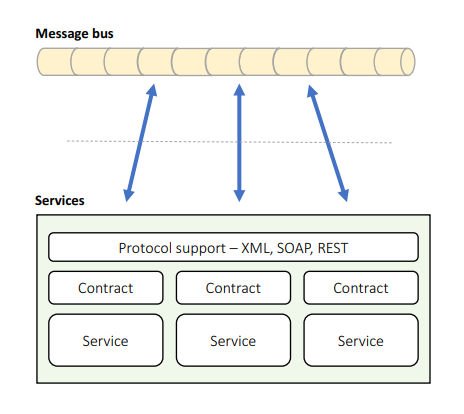 Message bus
Services
Protocol support – XML, SOAP, REST
Contract Contract Contract
Service Service Service